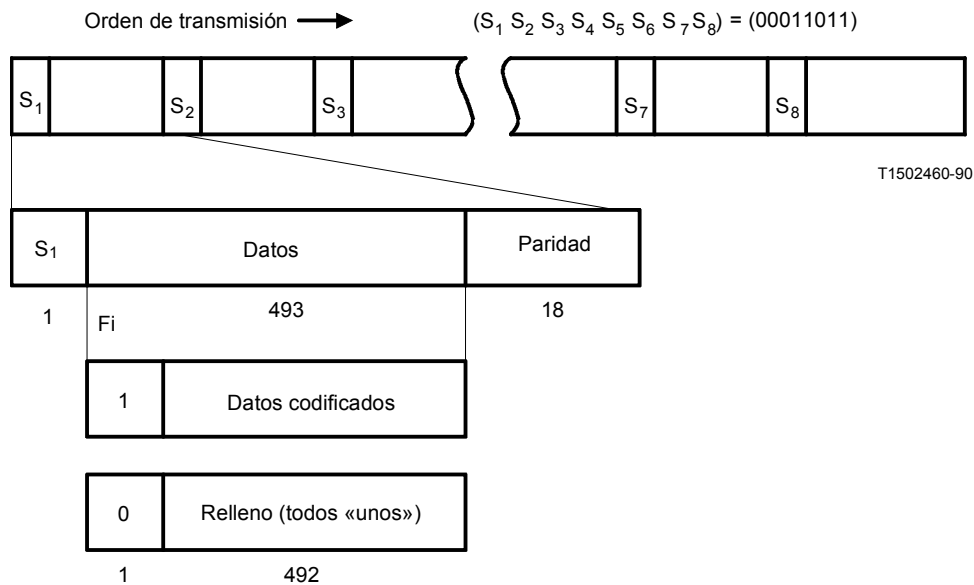 Orden de transmisión (S1 S2 S3 S4 S5 S6 S7 S8) = (00011011)
S1 S2 S3 S7 S8
T1502460-90
S1 Datos Paridad
1 493 18
Fi
1 Datos codificados
0 Relleno (todos «unos»)
1 492